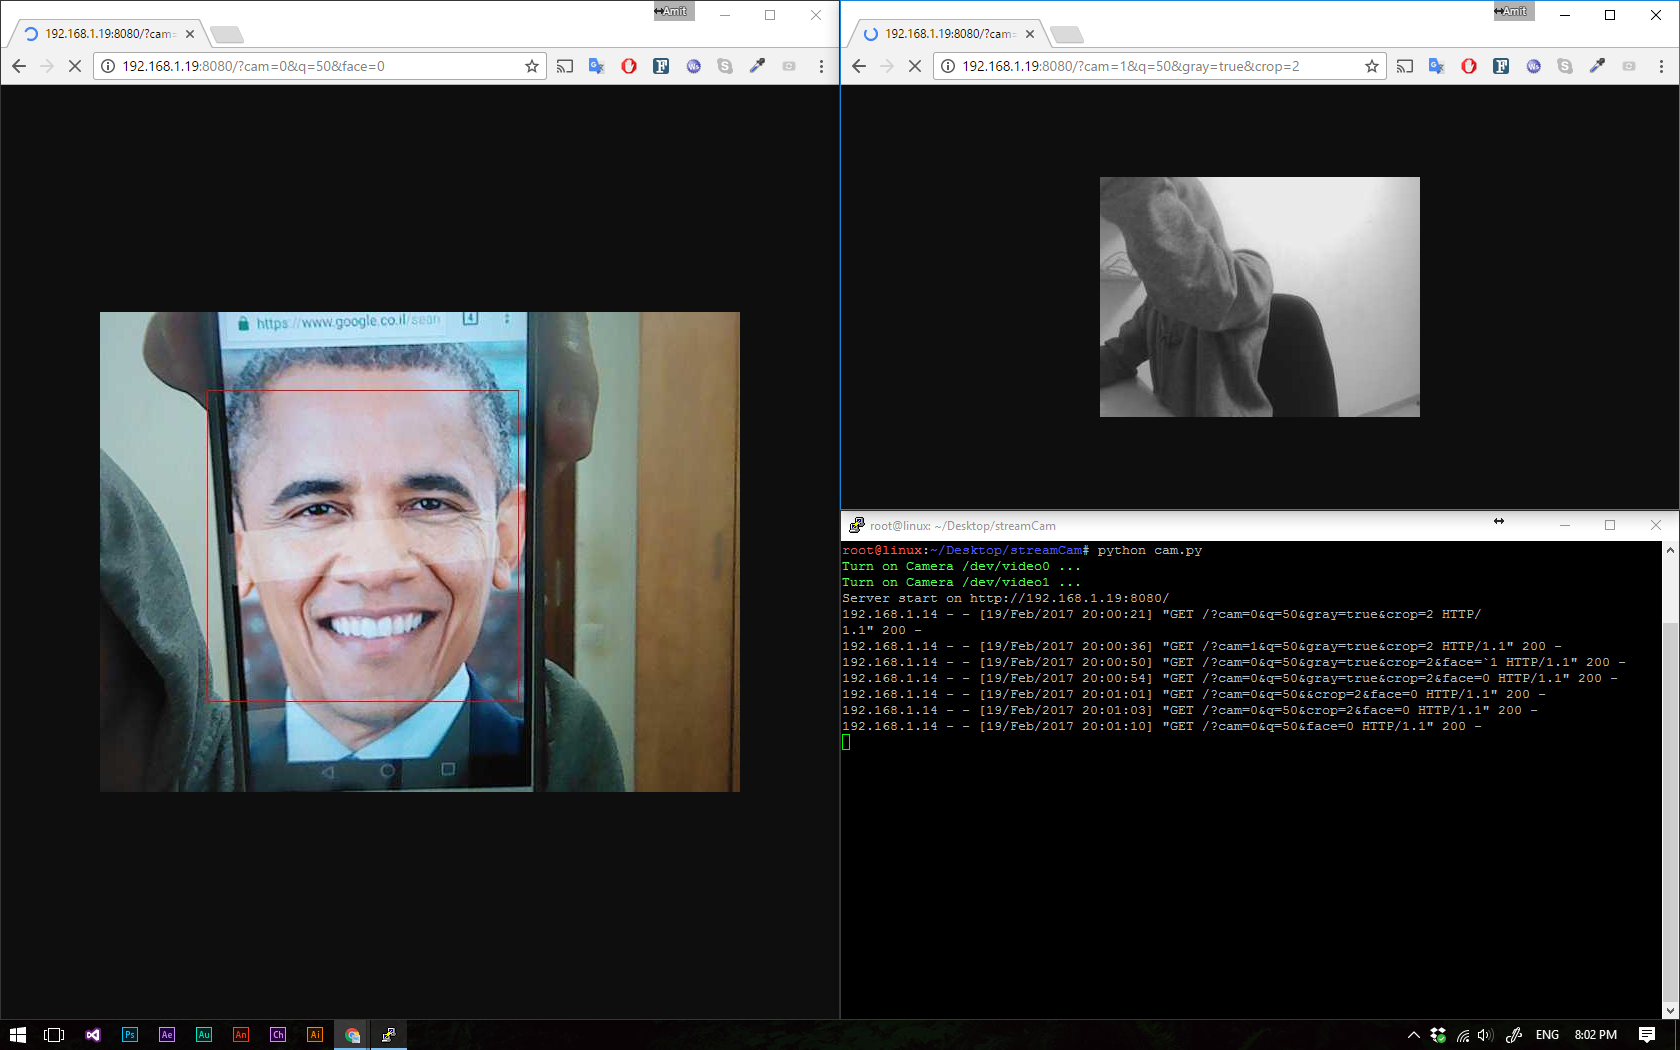 Amit
192.168.1.19:8080/?cam=
192.168.1.19:8080/?cam=0&q=50&face=0
https://www.google.co.il/sear
4
Amit
192.168.1.19:8080/?cam=
192.168.1.19:8080/?cam=1&q=50&gray=true&crop=2
root@linux: ~/Desktop/streamCam
root@linux:~/Desktop/streamCam# python cam.py
Turn on Camera /dev/video0 ...
Turn on Camera /dev/video1 ...
Server start on http://192.168.1.19:8080/
192.168.1.14 - - [19/Feb/2017 20:00:21] "GET /?cam=0&q=50&gray=true&crop=2 HTTP/
1.1" 200 -
192.168.1.14 - - [19/Feb/2017 20:00:36] "GET /?cam=1&q=50&gray=true&crop=2 HTTP/1.1" 200 -
192.168.1.14 - - [19/Feb/2017 20:00:50] "GET /?cam=0&q=50&gray=true&crop=2&face=`1 HTTP/1.1" 200 -
192.168.1.14 - - [19/Feb/2017 20:00:54] "GET /?cam=0&q=50&gray=true&crop=2&face=0 HTTP/1.1" 200 -
192.168.1.14 - - [19/Feb/2017 20:01:01] "GET /?cam=0&q=50&&crop=2&face=0 HTTP/1.1" 200 -
192.168.1.14 - - [19/Feb/2017 20:01:03] "GET /?cam=0&q=50&crop=2&face=0 HTTP/1.1" 200 -
192.168.1.14 - - [19/Feb/2017 20:01:10] "GET /?cam=0&q=50&face=0 HTTP/1.1" 200 -
Ps Ae Au An Ch Ai ENG 8:02 PM